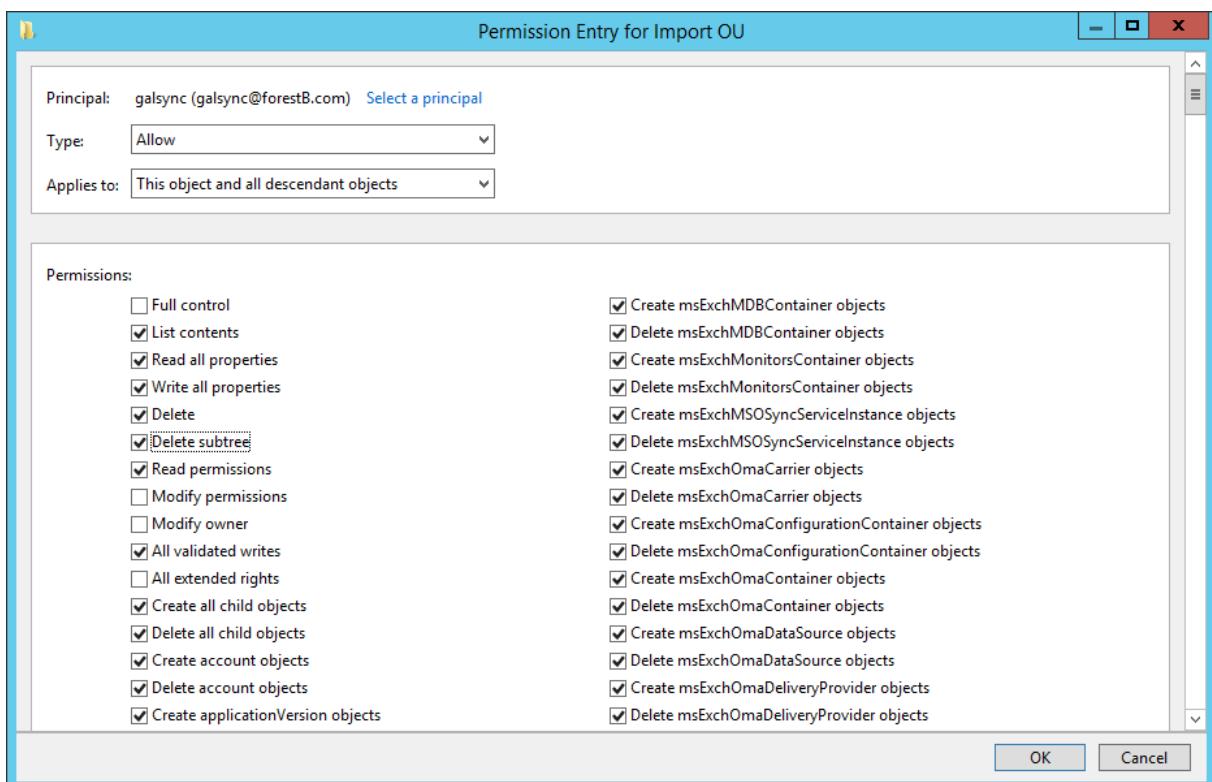 Permission Entry for Import OU
Principal: galsync (galsync@forestB.com) Select a principal
Type: Allow
Applies to: This object and all descendant objects
Permissions:
Full control
List contents
Read all properties
Write all properties
Delete
Delete subtree
Read permissions
Modify permissions
Modify owner
All validated writes
All extended rights
Create all child objects
Delete all child objects
Create account objects
Delete account objects
Create applicationVersion objects
Create msExchMDBContainer objects
Delete msExchMDBContainer objects
Create msExchMonitorsContainer objects
Delete msExchMonitorsContainer objects
Create msExchMSOSyncServiceInstance objects
Delete msExchMSOSyncServiceInstance objects
Create msExchOmaCarrier objects
Delete msExchOmaCarrier objects
Create msExchOmaConfigurationContainer objects
Delete msExchOmaConfigurationContainer objects
Create msExchOmaContainer objects
Delete msExchOmaContainer objects
Create msExchOmaDataSource objects
Delete msExchOmaDataSource objects
Create msExchOmaDeliveryProvider objects
Delete msExchOmaDeliveryProvider objects
OK Cancel